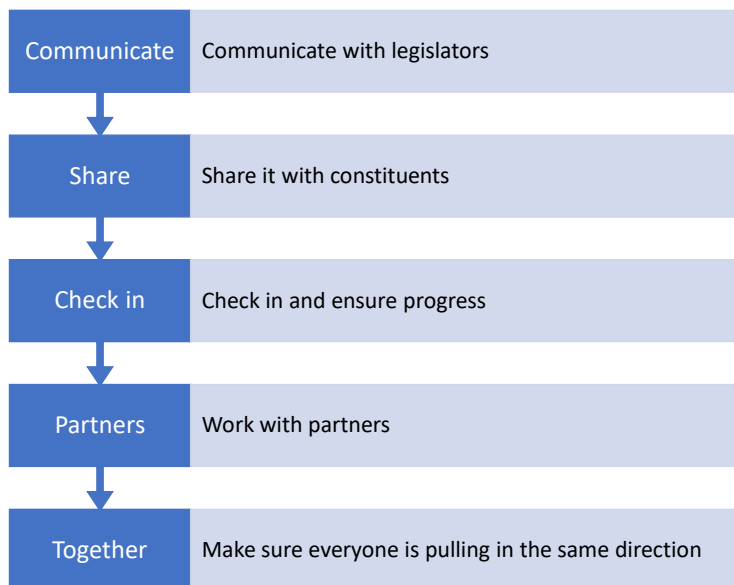 Communicate
Communicate with legislators
Share
Share it with constituents
Check in
Check in and ensure progress
Partners
Work with partners
Together
Make sure everyone is pulling in the same direction